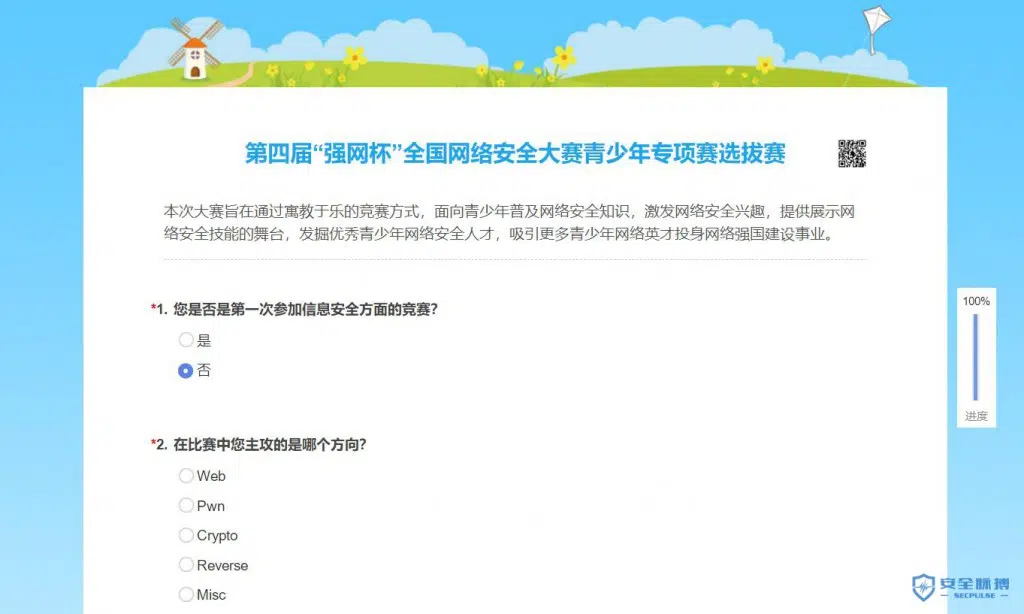 第四届“强网杯”全国网络安全大赛青少年专项赛选拔赛
本次大赛旨在通过寓教于乐的竞赛方式，面向青少年普及网络安全知识，激发网络安全兴趣，提供展示网
络安全技能的舞台，发掘优秀青少年网络安全人才，吸引更多青少年网络英才投身网络强国建设事业。
*1. 您是否是第一次参加信息安全方面的竞赛?
是
否
100%
进度
*2. 在比赛中您主攻的是哪个方向?
Web
Pwn
Crypto
Reverse
Misc
安全脉搏
SECPULSE